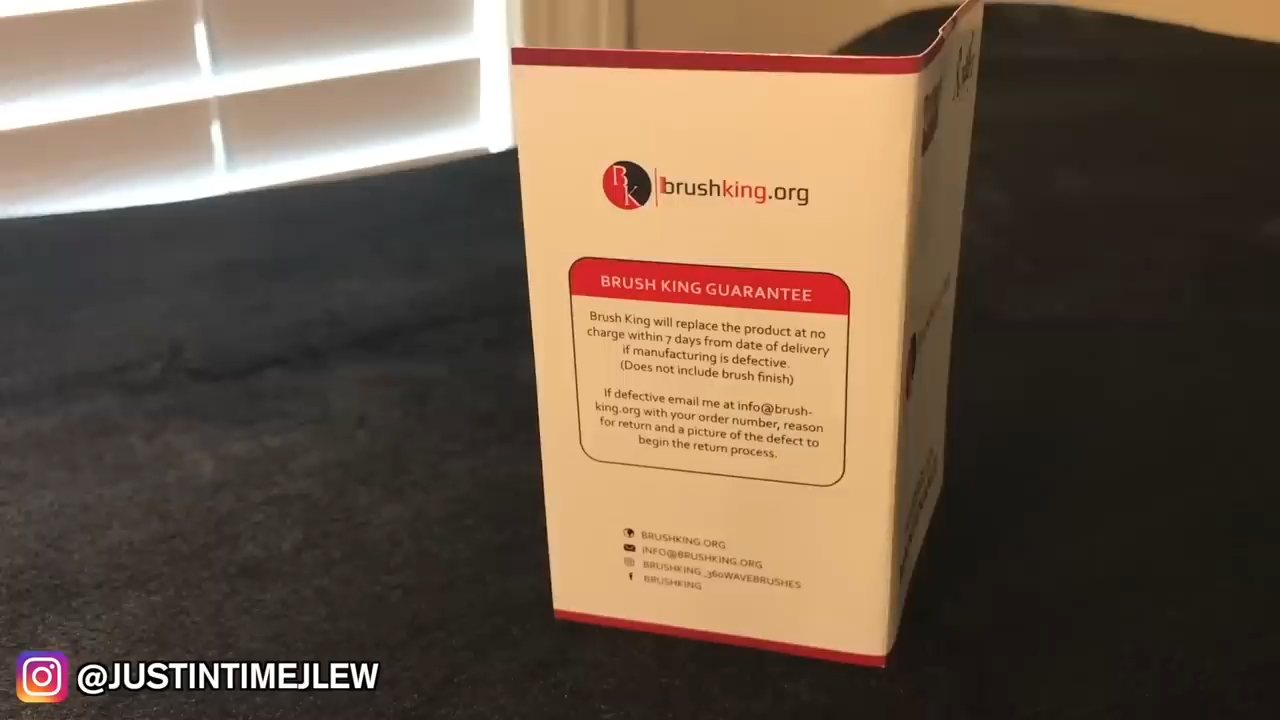 BK
brushking.org
BRUSH KING GUARANTEE
Brush King will replace the product at no
charge within 7 days from date of delivery
if manufacturing is defective.
(Does not include brush finish)
If defective email me at info@brush-
king.org with your order number, reason
for return and a picture of the defect to
begin the return process.
BRUSHKING.ORG
INFO@BRUSHKING.ORG
BRUSHKING_360WAVEBRUSHES
BRUSHKING
@JUSTINTIMEJLEW